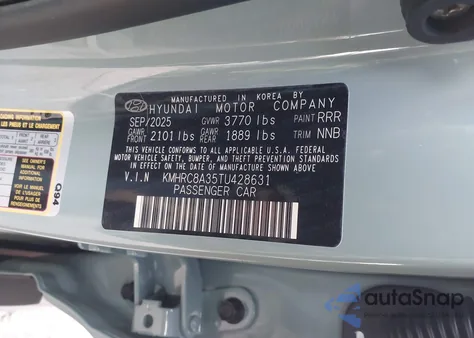 MANUFACTURED IN KOREA BY
HYUNDAI MOTOR COMPANY
SEP/2025 GVWR 3770 lbs PAINT RRR
GAWR FRONT 2101 lbs GAWR 1889 lbs TRIM NNB
THIS VEHICLE CONFORMS TO ALL APPLICABLE FEDERAL
MOTOR VEHICLE SAFETY, BUMPER, AND THEFT PREVENTION
STANDARDS IN EFFECT ON THE DATE OF MANUFACTURE
SHOWN ABOVE.
V.I.N KMHRC8A35TU428631
PASSENGER CAR
Q94
autoSnap